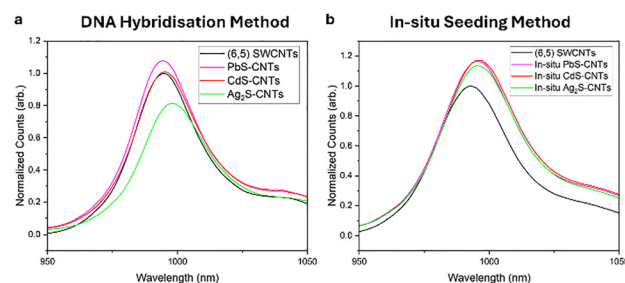 DNA Hybridisation Method
In-situ Seeding Method
a
b
Normalized Counts (arb.)
1.2
1.0
0.8
0.6
0.4
0.2
0.0
950
1000
1050
Wavelength (nm)
(6,5) SWCNTs
PbS-CNTs
CdS-CNTs
Ag₂S-CNTs
Normalized Counts (arb.)
1.2
1.0
0.8
0.6
0.4
0.2
0.0
950
1000
105
Wavelength (nm)
(6,5) SWCNTs
In-situ PbS-CNTs
In-situ CdS-CNTs
In-situ Ag₂S-CNTs